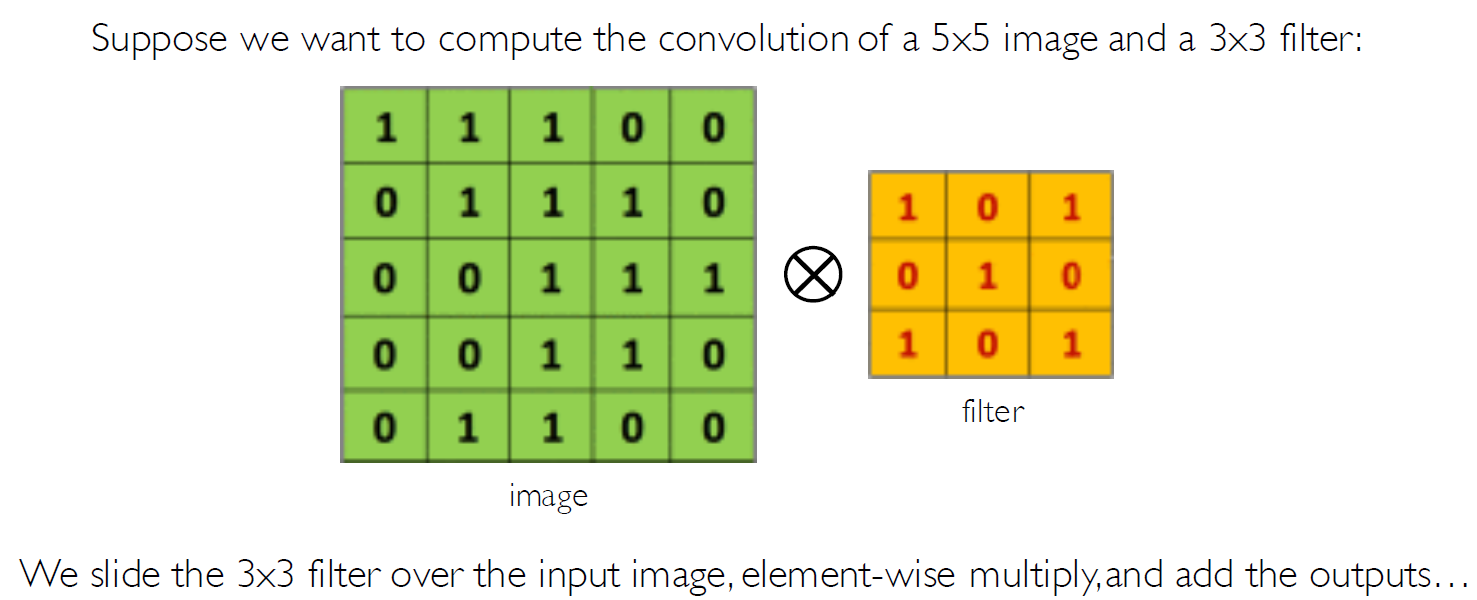 Suppose we want to compute the convolution of a 5x5 image and a 3x3 filter:
1 1 1 0 0
0 1 1 1 0
0 0 1 1 1
0 0 1 1 0
0 1 1 0 0
image
⊗
1 0 1
0 1 0
1 0 1
filter
We slide the 3x3 filter over the input image, element-wise multiply, and add the outputs…